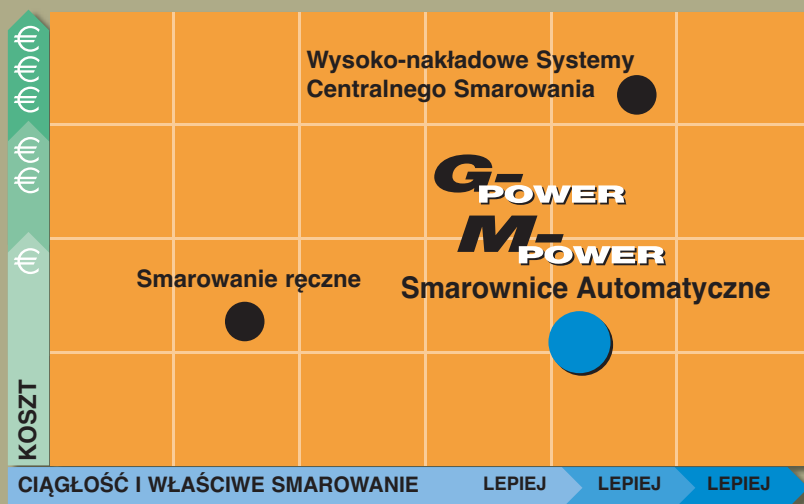 €€€
€€
€
KOSZT
Wysoko-nakładowe Systemy
Centralnego Smarowania
G-POWER
M-POWER
Smarowanie ręczne
Smarownice Automatyczne
CIĄGŁOŚĆ I WŁAŚCIWE SMAROWANIE LEPIEJ LEPIEJ LEPIEJ